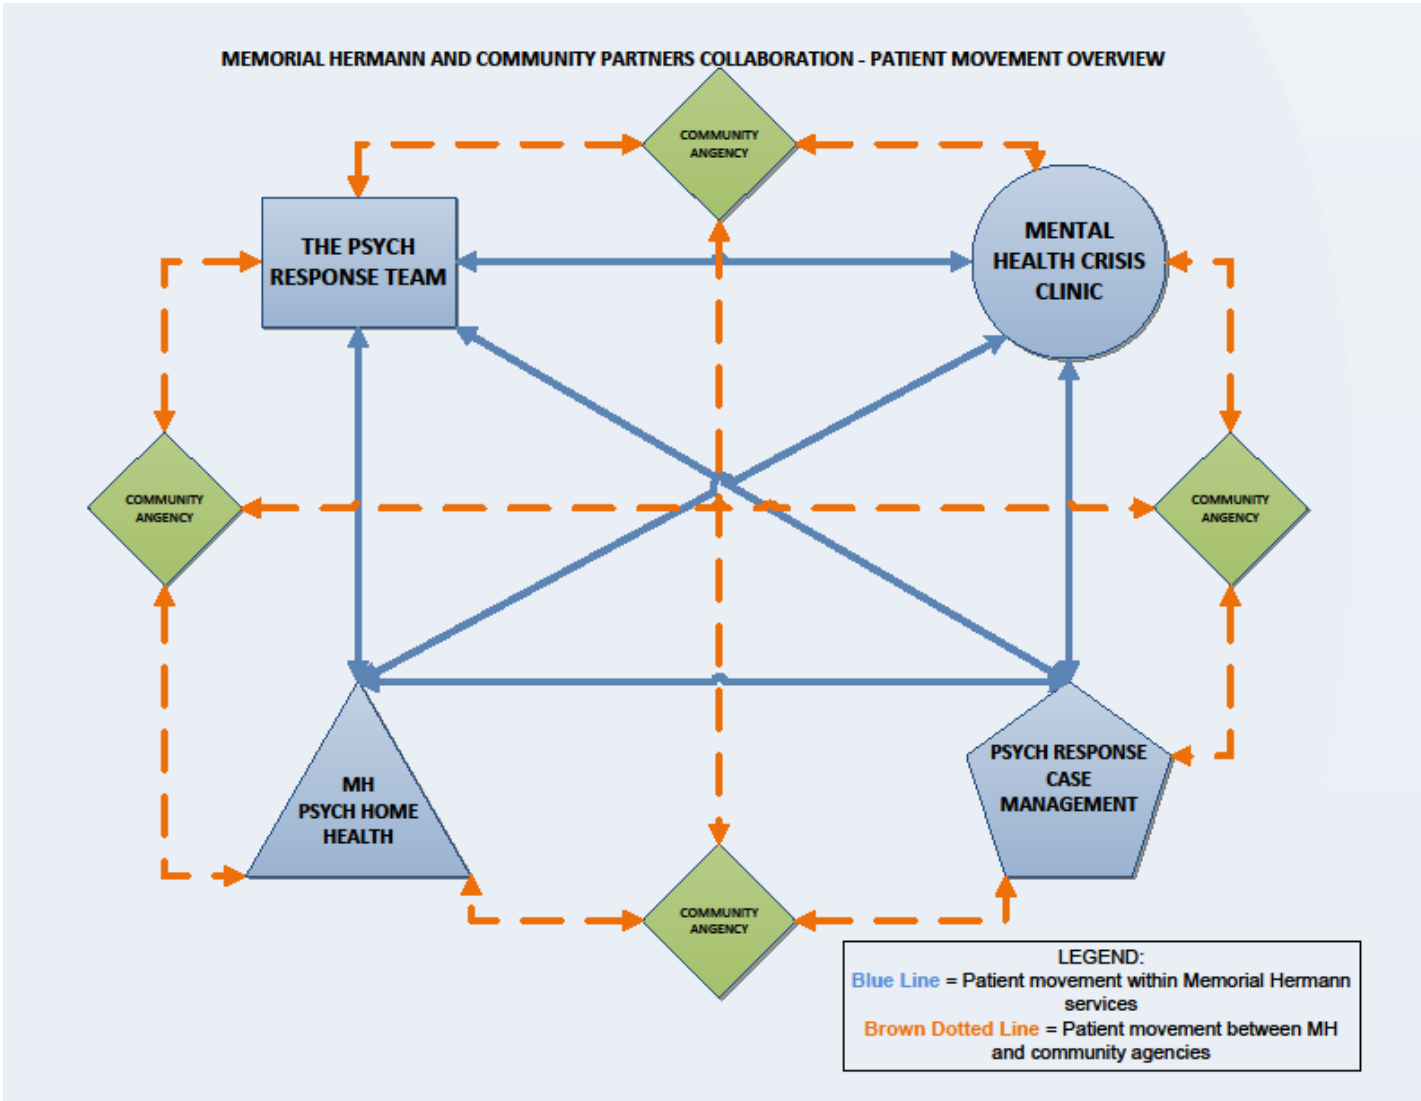 MEMORIAL HERMANN AND COMMUNITY PARTNERS COLLABORATION - PATIENT MOVEMENT OVERVIEW
COMMUNITY
ANGENCY
THE PSYCH
RESPONSE TEAM
MENTAL
HEALTH CRISIS
CLINIC
COMMUNITY
ANGENCY
COMMUNITY
ANGENCY
MH
PSYCH HOME
HEALTH
PSYCH RESPONSE
CASE
MANAGEMENT
COMMUNITY
ANGENCY
LEGEND:
Blue Line = Patient movement within Memorial Hermann
services
Brown Dotted Line = Patient movement between MH
and community agencies